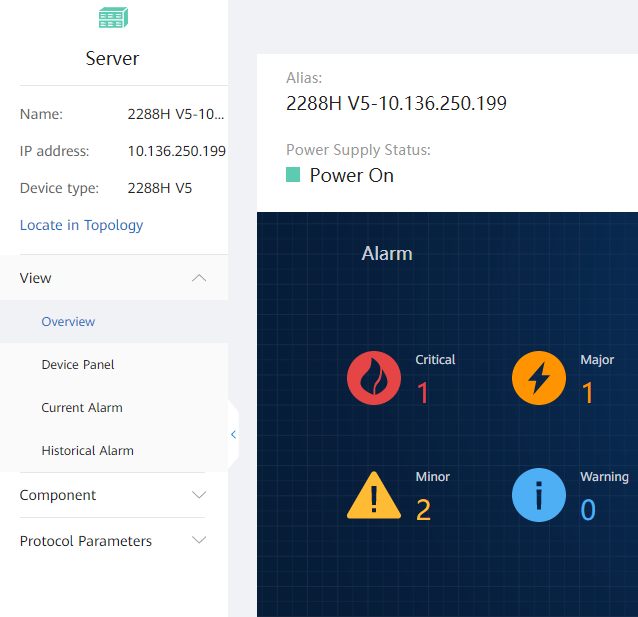 Server
Name: 2288H V5-10...
IP address: 10.136.250.199
Device type: 2288H V5
Locate in Topology
View
Overview
Device Panel
Current Alarm
Historical Alarm
Component
Protocol Parameters
Alias:
2288H V5-10.136.250.199
Power Supply Status:
Power On
Alarm
Critical
1
Major
1
Minor
2
Warning
0